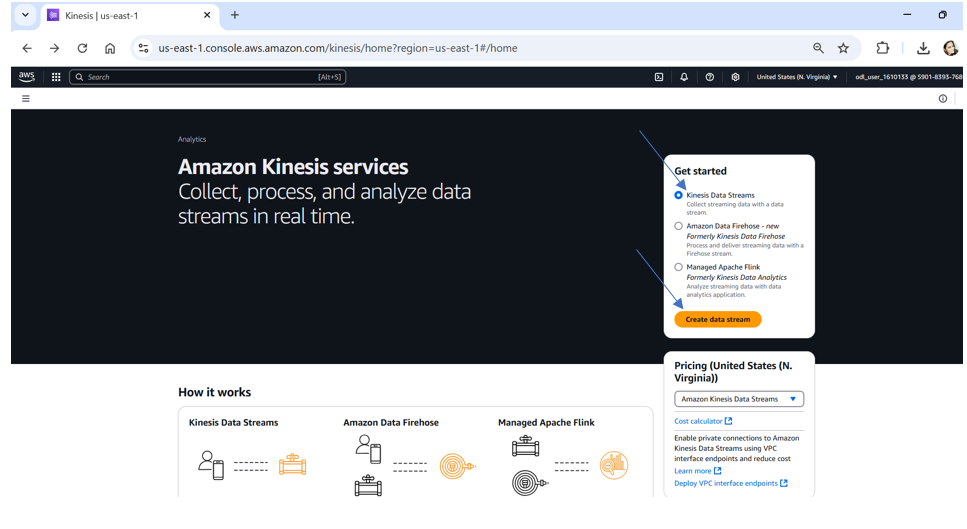 Kinesis | us-east-1
us-east-1.console.aws.amazon.com/kinesis/home?region=us-east-1#/home
aws
Search
[Alt+S]
United States (N. Virginia)
odl_user_1610133 @ 5901-8393-768
Analytics
Amazon Kinesis services
Collect, process, and analyze data
streams in real time.
Get started
Kinesis Data Streams
Collect streaming data with a data
stream.
Amazon Data Firehose - new
Formerly Kinesis Data Firehose
Process and deliver streaming data with a
Firehose stream.
Managed Apache Flink
Formerly Kinesis Data Analytics
Analyze streaming data with data
analytics application.
Create data stream
Pricing (United States (N.
Virginia))
Amazon Kinesis Data Streams
Cost calculator
Enable private connections to Amazon
Kinesis Data Streams using VPC
interface endpoints and reduce cost
Learn more
Deploy VPC interface endpoints
How it works
Kinesis Data Streams
Amazon Data Firehose
Managed Apache Flink